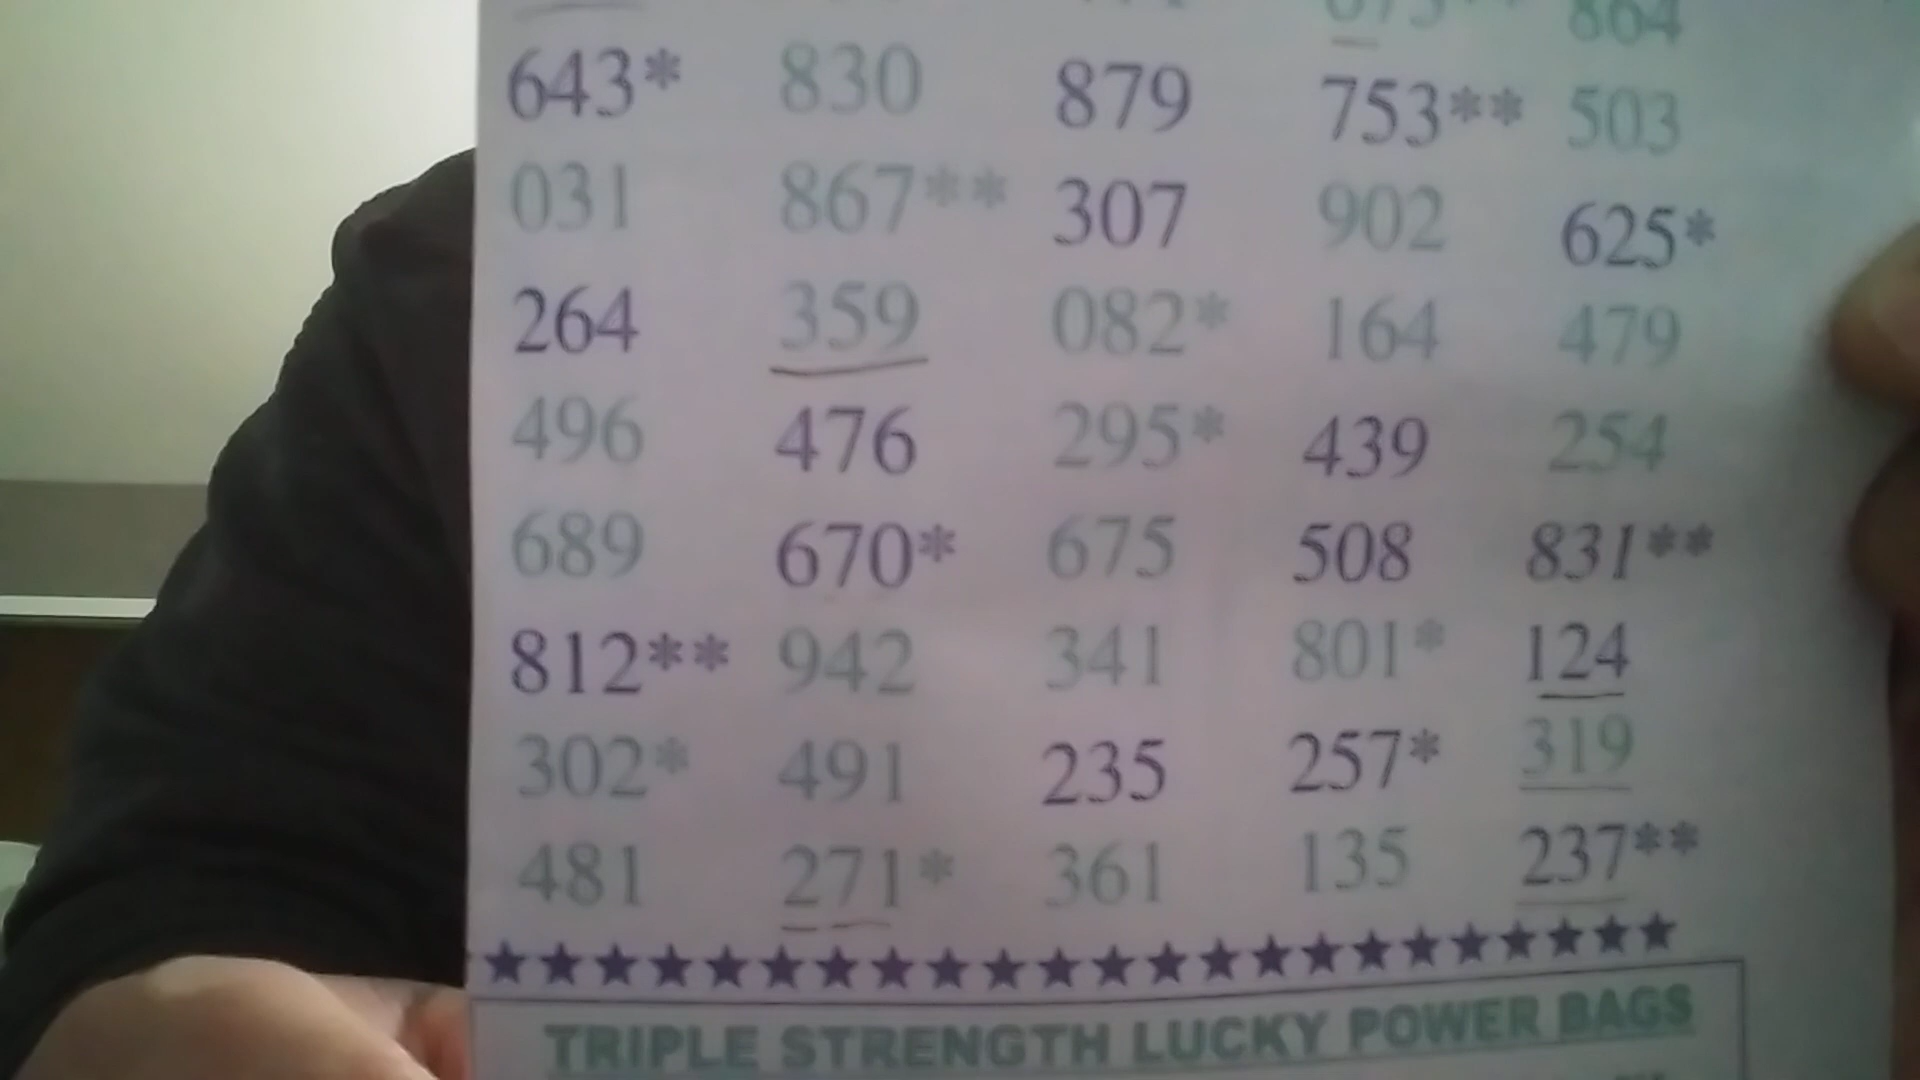 864
643* 830 879 753** 503
031 867** 307 902 625*
264 359 082* 164 479
496 476 295* 439 254
689 670* 675 508 831**
812** 942 341 801* 124
302* 491 235 257* 319
481 271* 361 135 237**
★★★★★★★★★★★★★★★★★★★★★★
TRIPLE STRENGTH LUCKY POWER BAGS